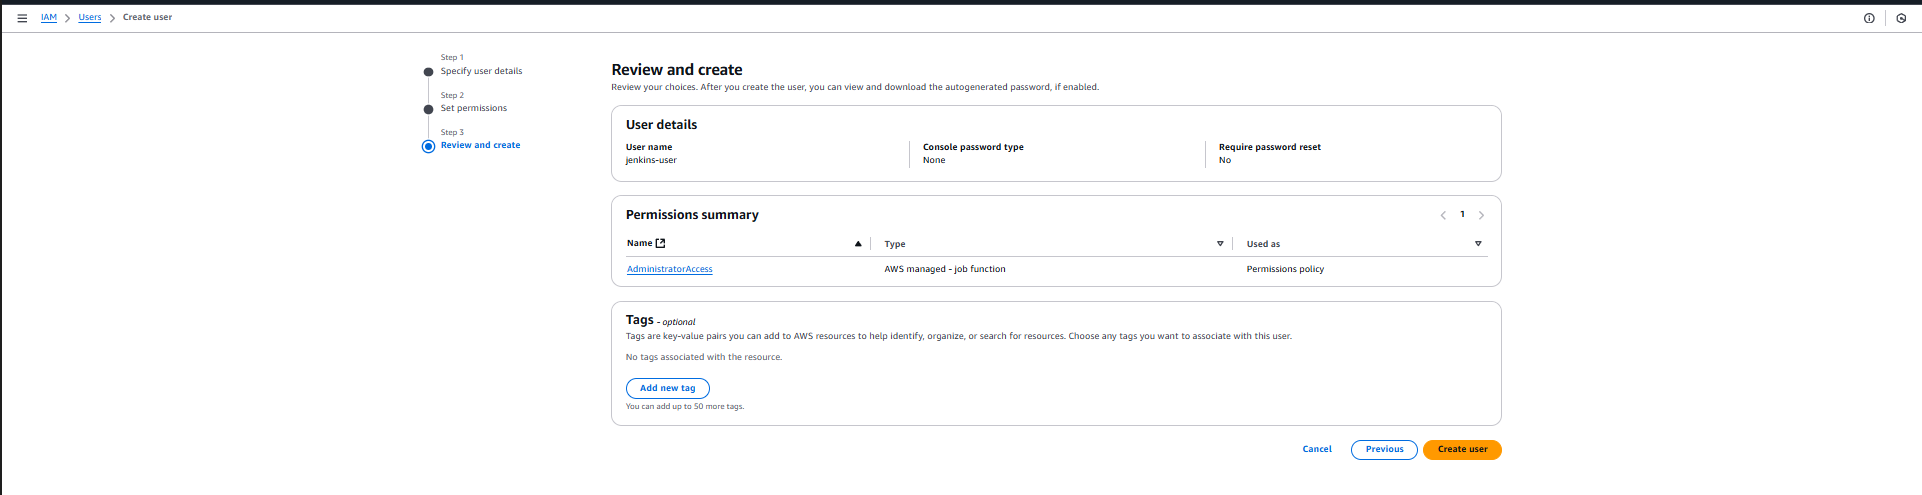 IAM > Users > Create user
Step 1
Specify user details
Step 2
Set permissions
Step 3
Review and create
Review and create
Review your choices. After you create the user, you can view and download the autogenerated password, if enabled.
User details
User name
jenkins-user
Console password type
None
Require password reset
No
Permissions summary
1
Name
Type
Used as
AdministratorAccess
AWS managed - job function
Permissions policy
Tags - optional
Tags are key-value pairs you can add to AWS resources to help identify, organize, or search for resources. Choose any tags you want to associate with this user.
No tags associated with the resource.
Add new tag
You can add up to 50 more tags.
Cancel
Previous
Create user